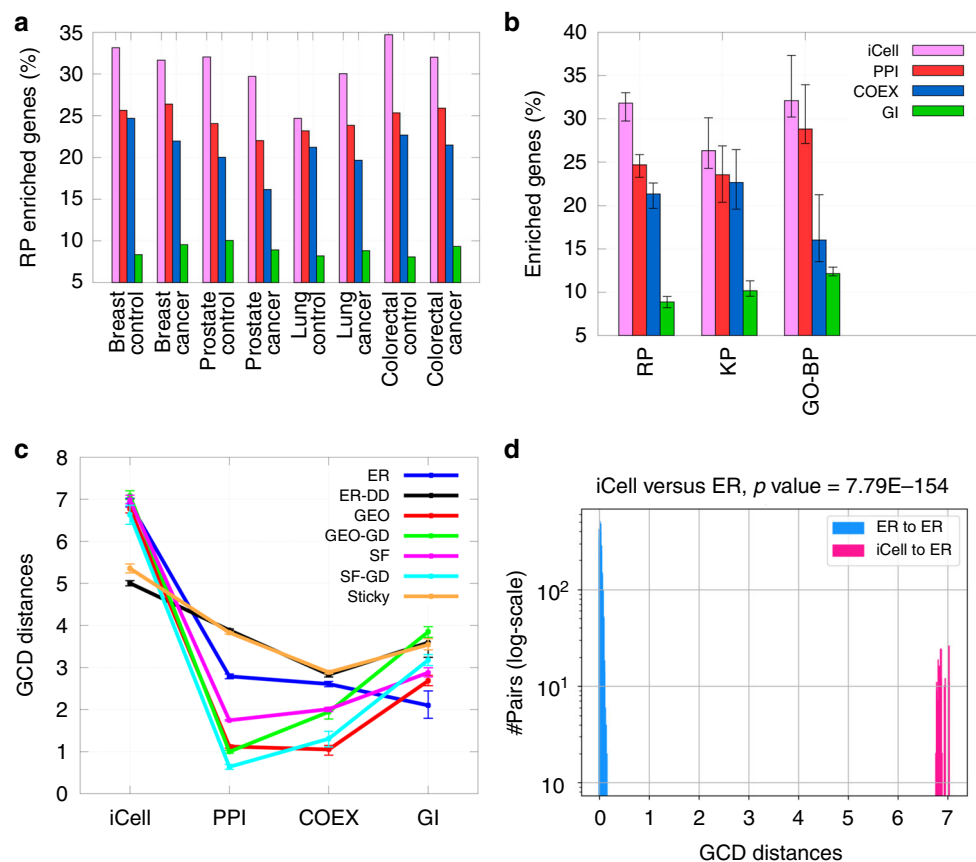 a
RP enriched genes (%)
35
30
25
20
15
10
5
Breast
control
Breast
cancer
Prostate
control
Prostate
cancer
Lung
control
Lung
cancer
Colorectal
control
Colorectal
cancer
b
Enriched genes (%)
40
35
30
25
20
15
10
5
iCell
PPI
COEX
GI
RP
KP
GO-BP
c
GCD distances
8
7
6
5
4
3
2
1
0
ER
ER-DD
GEO
GEO-GD
SF
SF-GD
Sticky
iCell
PPI
COEX
GI
d
iCell versus ER, p value = 7.79E–154
#Pairs (log-scale)
10²
10¹
10
ER to ER
iCell to ER
0 1 2 3 4 5 6 7
GCD distances